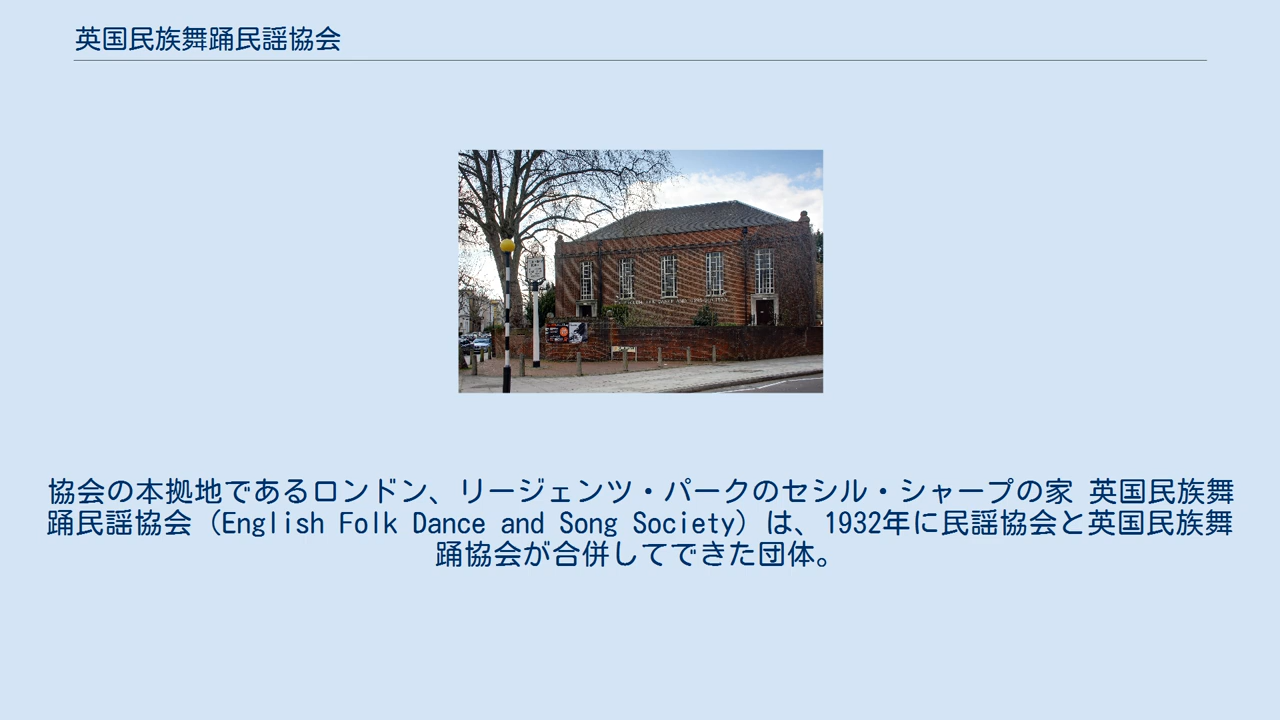 英国民族舞踊民謡協会
協会の本拠地であるロンドン、リージェンツ・パークのセシル・シャープの家 英国民族舞
踊民謡協会（English Folk Dance and Song Society）は、1932年に民謡協会と英国民族舞
踊協会が合併してできた団体。